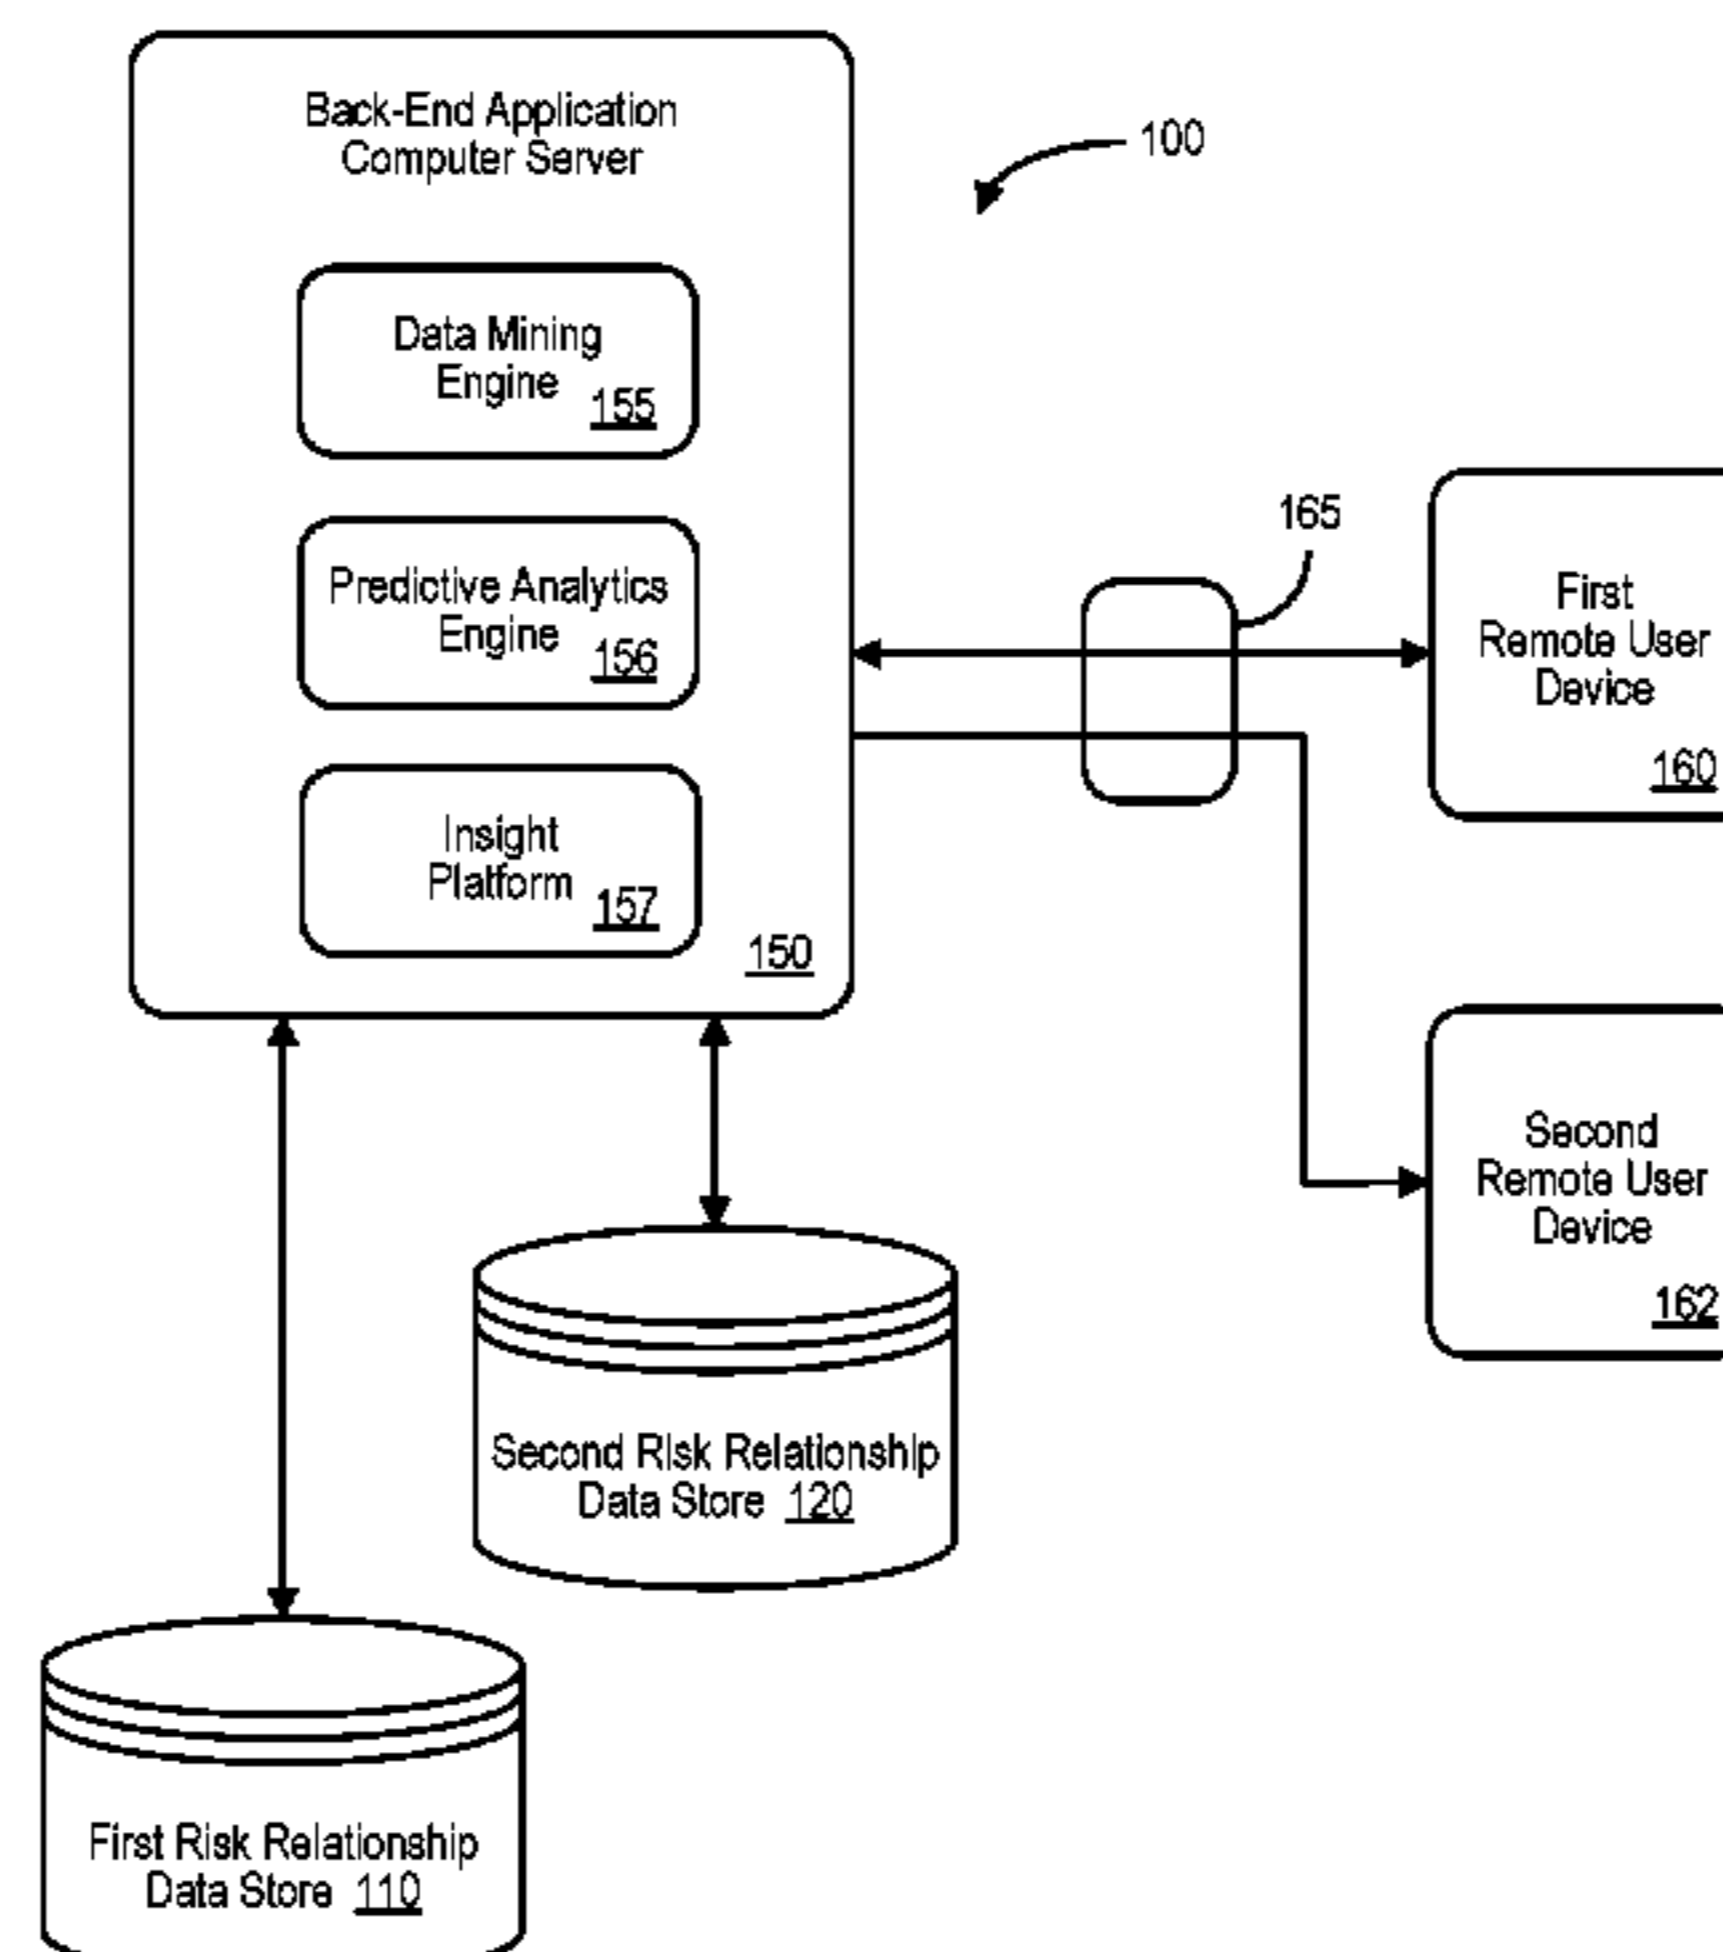 Back-End Application
Computer Server
100
Data Mining
Engine 155
165
Predictive Analytics
Engine 156
First
Remote User
Device
160
Insight
Platform 157
150
Second
Remote User
Device
162
Second Risk Relationship
Data Store 120
First Risk Relationship
Data Store 110